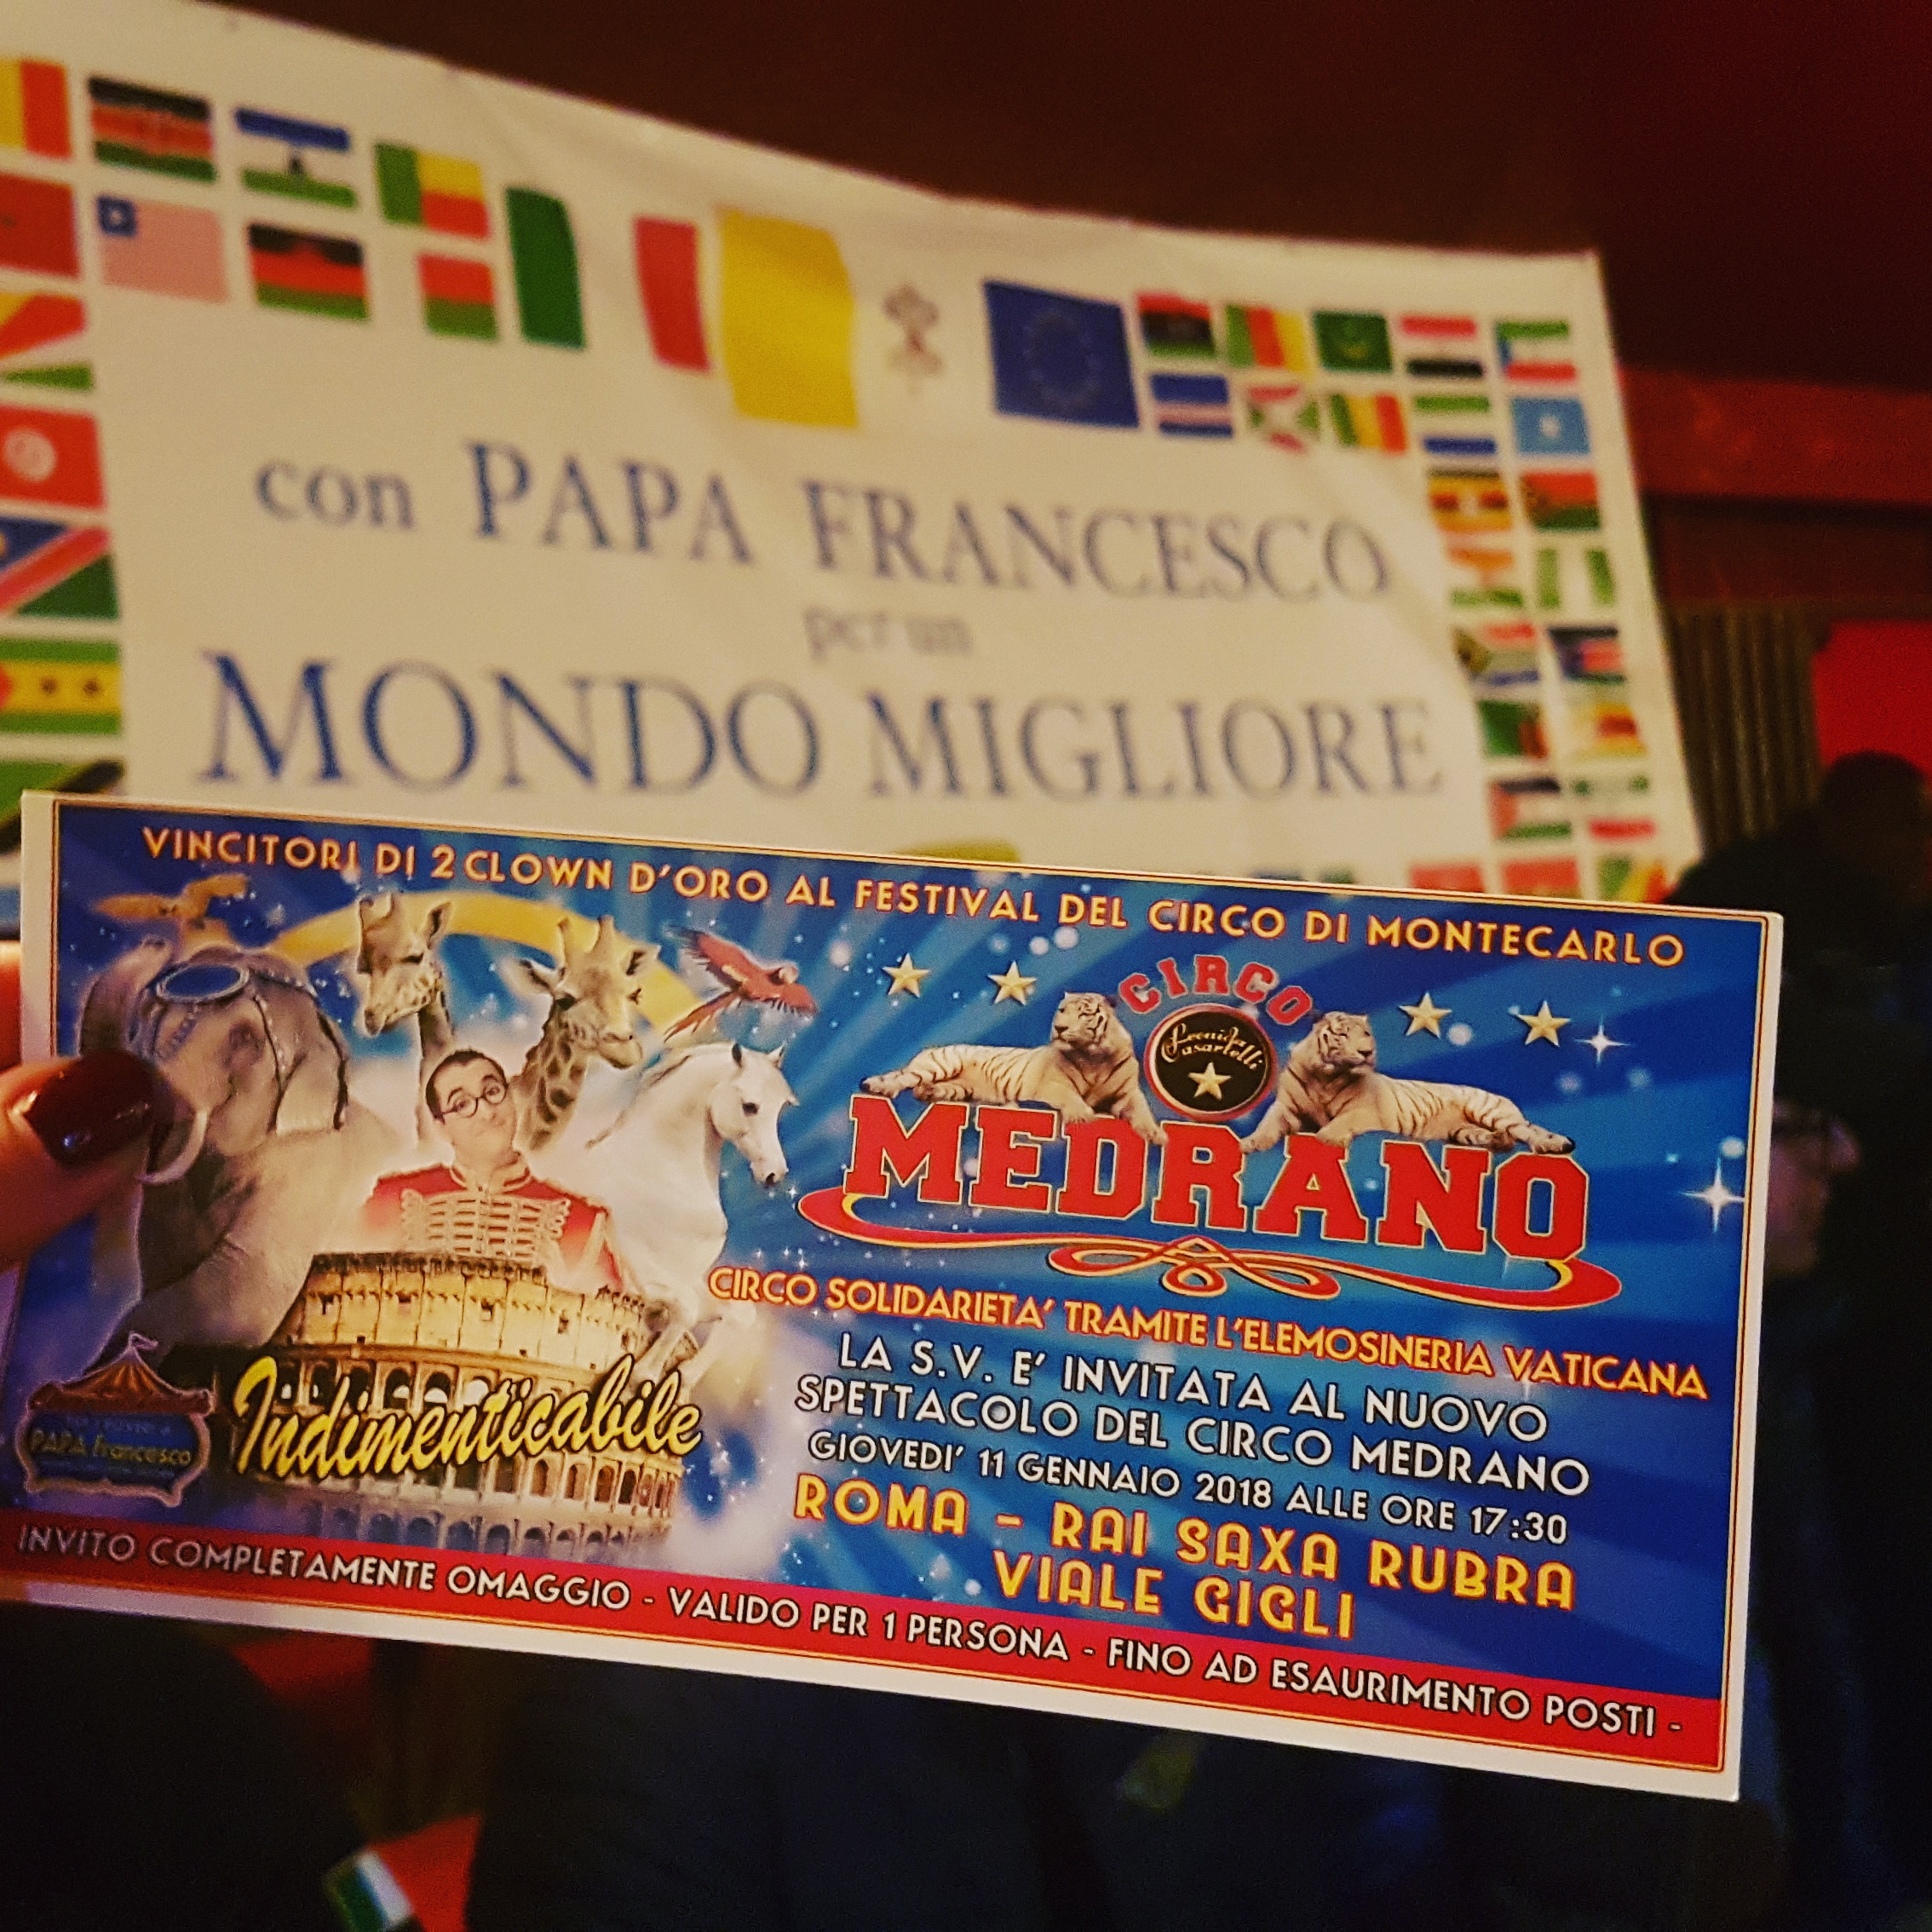 con PAPA FRANCESCO
per un
MONDO MIGLIORE
VINCITORI DI 2 CLOWN D'ORO AL FESTIVAL DEL CIRCO DI MONTECARLO
CIRCO
Leonida
Casartelli
MEDRANO
CIRCO SOLIDARIETA' TRAMITE L'ELEMOSINERIA VATICANA
LA S.V. E' INVITATA AL NUOVO
SPETTACOLO DEL CIRCO MEDRANO
GIOVEDI' 11 GENNAIO 2018 ALLE ORE 17:30
ROMA - RAI SAXA RUBRA
VIALE GIGLI
Indimenticabile
PAPA Francesco
INVITO COMPLETAMENTE OMAGGIO - VALIDO PER 1 PERSONA - FINO AD ESAURIMENTO POSTI -